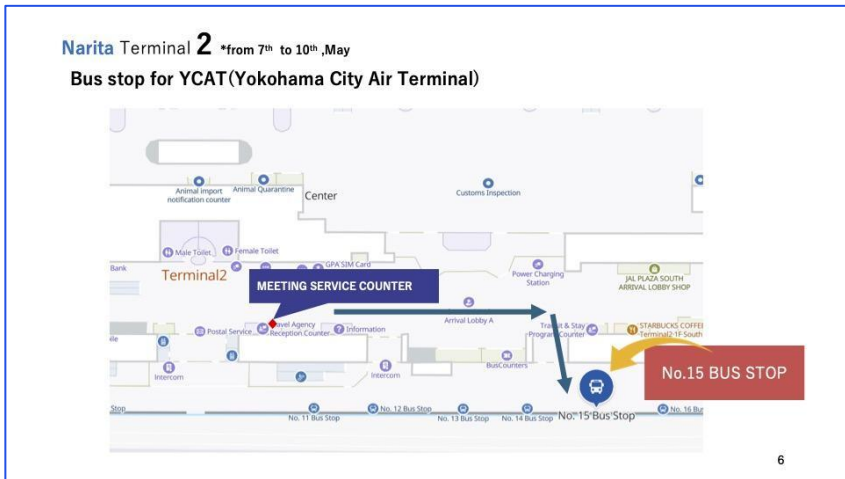 Narita Terminal 2 *from 7th to 10th ,May
Bus stop for YCAT(Yokohama City Air Terminal)
Animal import
notification counter
Animal Quarantine
Center
Customs Inspection
Male Toilet
Female Toilet
Bank
Terminal2
GPA SIM Card
MEETING SERVICE COUNTER
Power Charging
Station
JAL PLAZA SOUTH
ARRIVAL LOBBY SHOP
Arrival Lobby A
Postal Service
avel Agency
Reception Counter
Information
Transit & Stay
Program Counter
STARBUCKS COFFEE
Terminal2-1F South
Intercom
Intercom
BusCounters
No.15 BUS STOP
Stop
No. 11 Bus Stop
No. 12 Bus Stop
No. 13 Bus Stop
No. 14 Bus Stop
No. 15 Bus Stop
No. 16 Bus
6